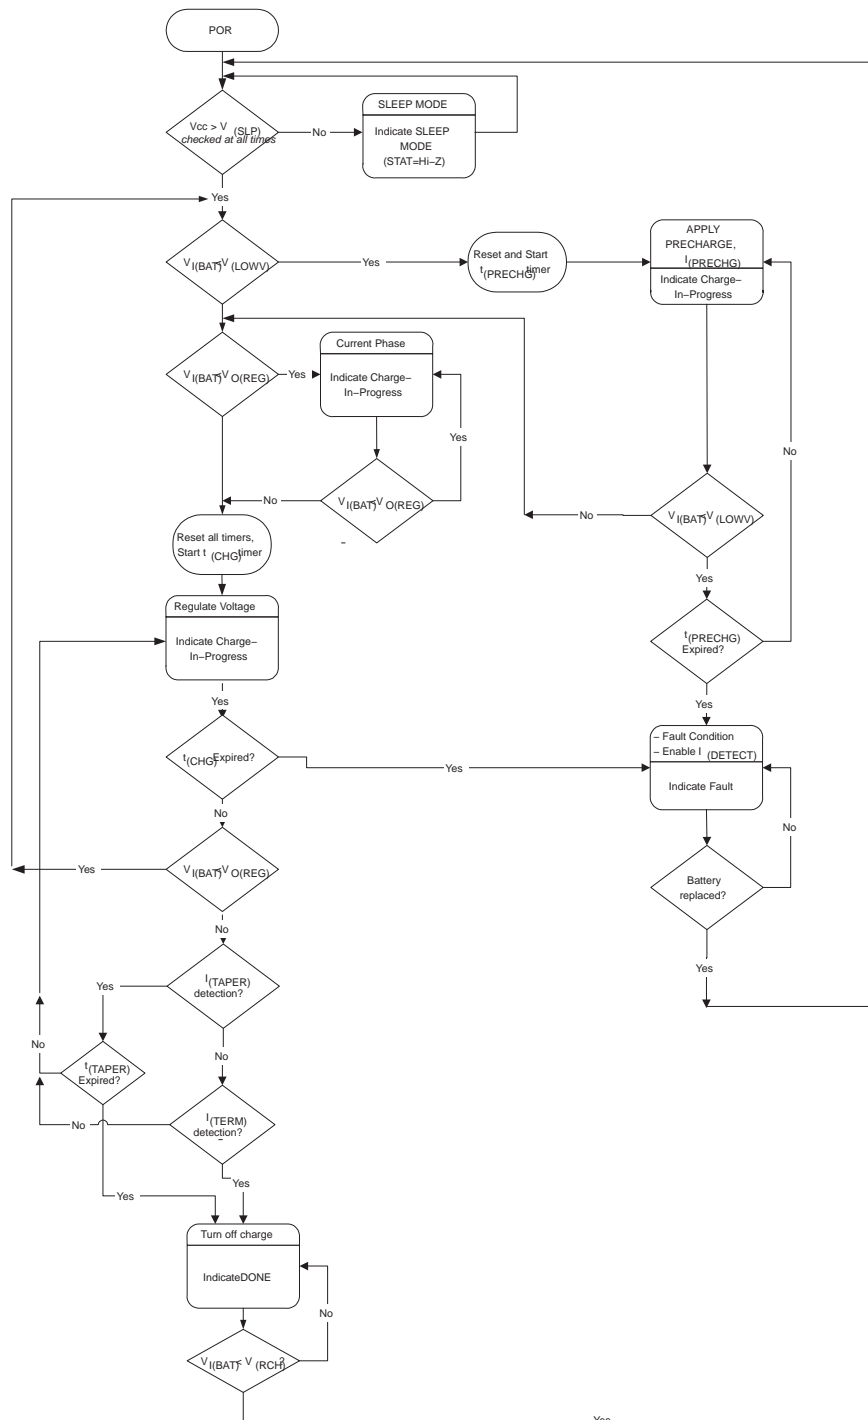 POR
SLEEP MODE
Vcc > V (SLP)
checked at all times
No
Indicate SLEEP
MODE
(STAT=Hi–Z)
Yes
APPLY
PRECHARGE,
I(PRECHG)
Indicate Charge–
In–Progress
VI(BAT)<V(LOWV)
Yes
Reset and Start
t(PRECHG) timer
Current Phase
VI(BAT)<VO(REG)
Yes
Indicate Charge–
In–Progress
Yes
No
No
VI(BAT)<VO(REG)
No
VI(BAT)<V(LOWV)
Reset all timers,
Start t(CHG) timer
Yes
Regulate Voltage
Indicate Charge–
In–Progress
t(PRECHG)
Expired?
Yes
Yes
– Fault Condition
– Enable I(DETECT)
t(CHG) Expired?
Yes
Indicate Fault
No
No
VI(BAT)<VO(REG)
Yes
Battery
replaced?
No
Yes
I(TAPER)
detection?
Yes
No
No
t(TAPER)
Expired?
I(TERM)
detection?
No
Yes
Yes
Turn off charge
IndicateDONE
No
VI(BAT)< V(RCH)?
Yes